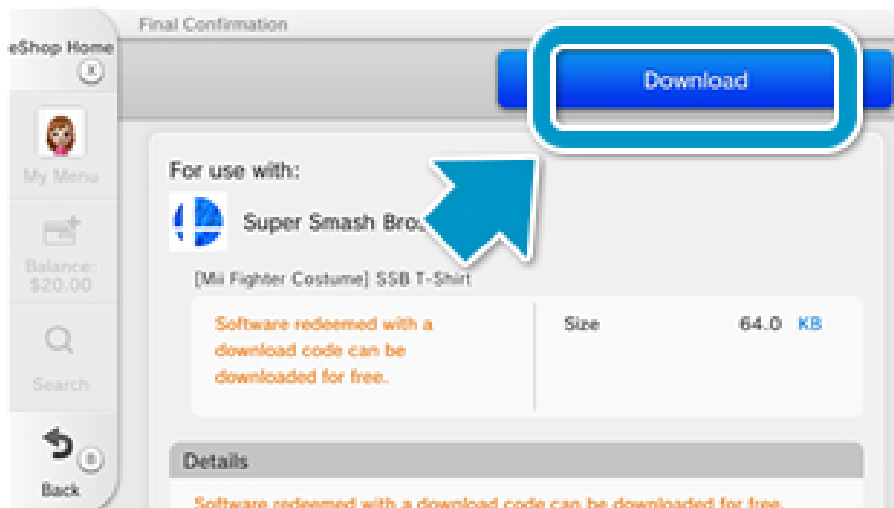 Final Confirmation
eShop Home
X
Download
My Menu
For use with:
Super Smash Bro
[Mii Fighter Costume] SSB T-Shirt
Balance:
$20.00
Software redeemed with a
download code can be
downloaded for free.
Size 64.0 KB
Search
B
Back
Details
Software redeemed with a download code can be downloaded for free.